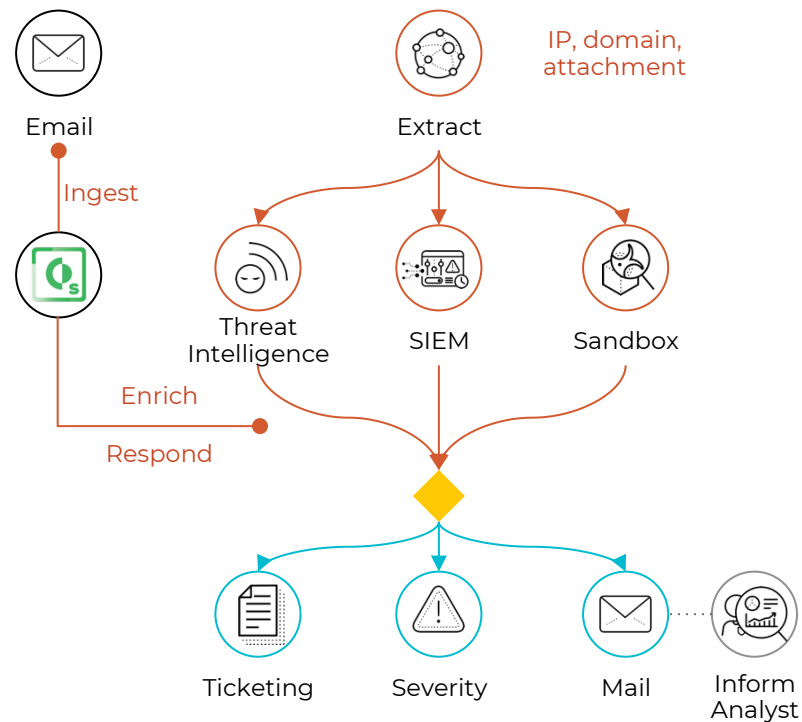 IP, domain,
attachment
Email
Extract
Ingest
s
Threat
Intelligence
SIEM
Sandbox
Enrich
Respond
Ticketing
Severity
Mail
Inform
Analyst